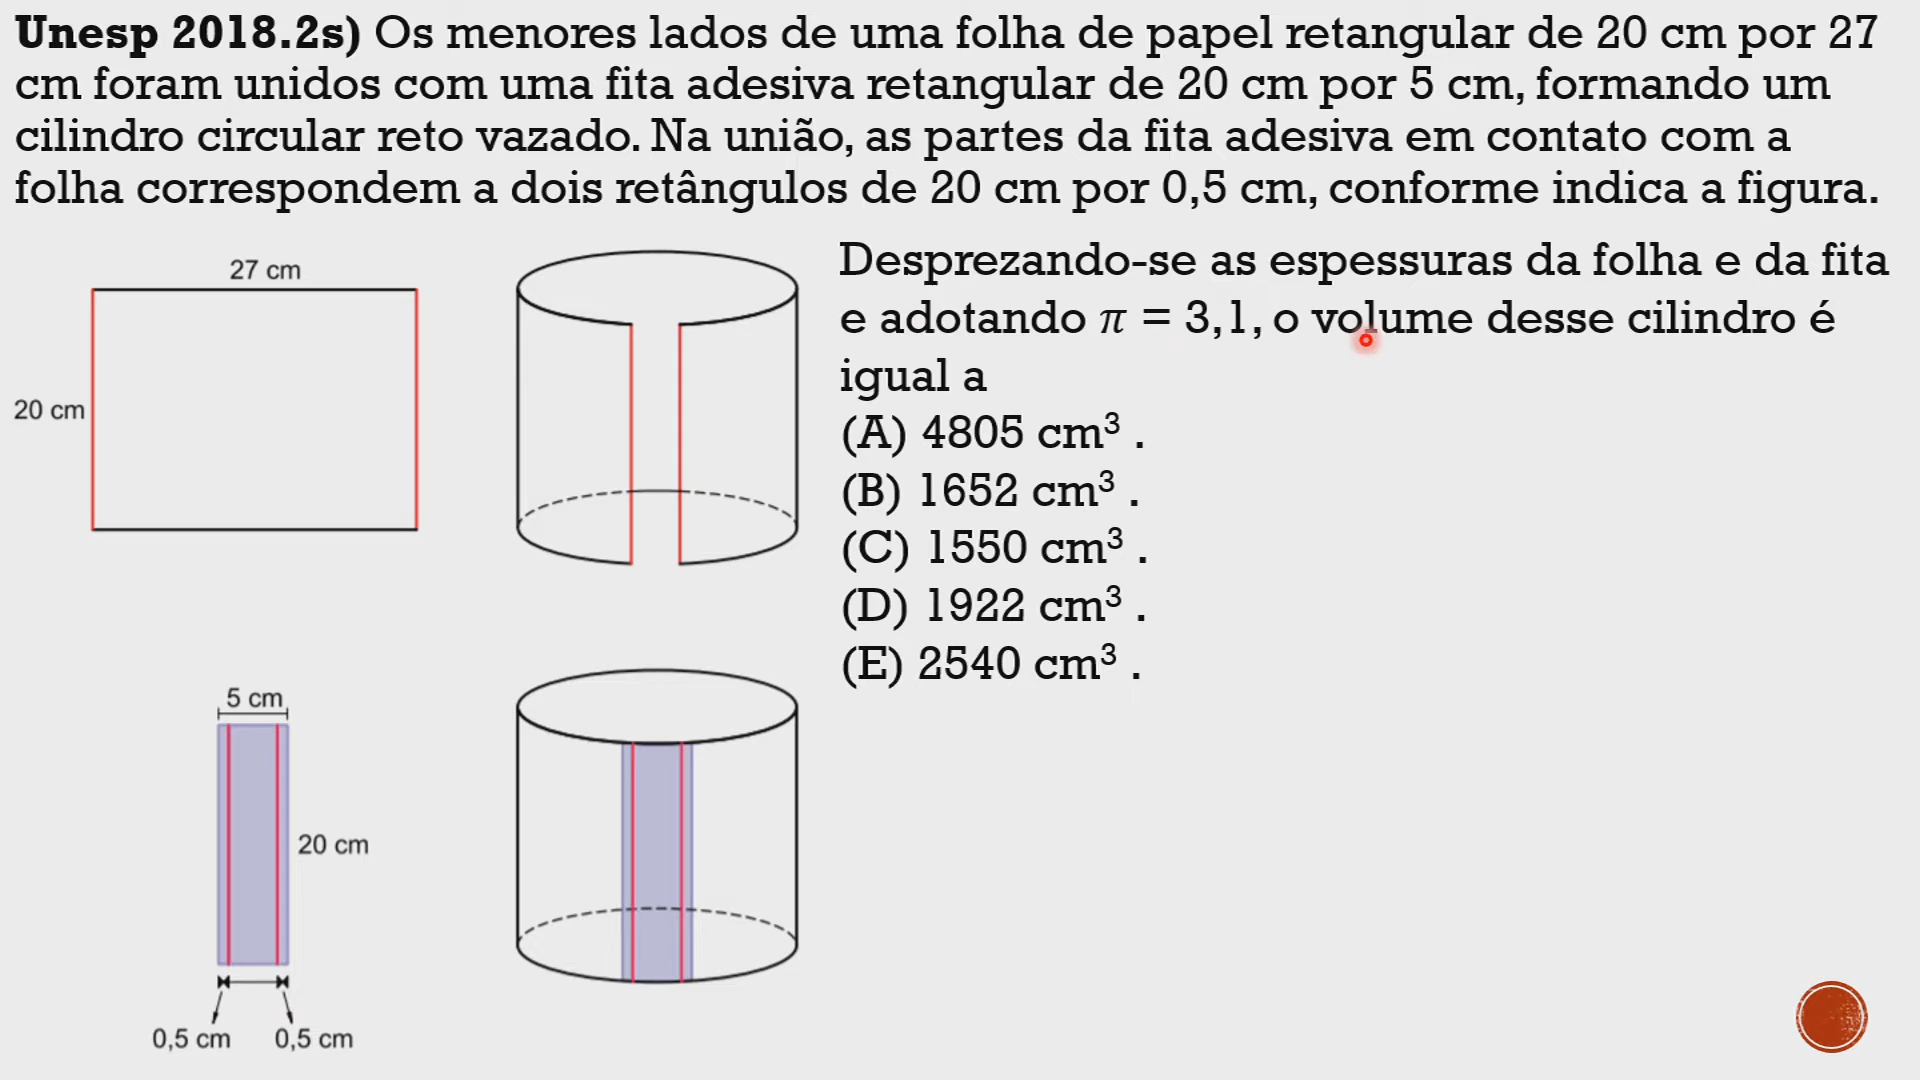 Unesp 2018.2s) Os menores lados de uma folha de papel retangular de 20 cm por 27
cm foram unidos com uma fita adesiva retangular de 20 cm por 5 cm, formando um
cilindro circular reto vazado. Na união, as partes da fita adesiva em contato com a
folha correspondem a dois retângulos de 20 cm por 0,5 cm, conforme indica a figura.
27 cm
20 cm
Desprezando-se as espessuras da folha e da fita
e adotando π = 3,1, o volume desse cilindro é
igual a
(A) 4805 cm³ .
(B) 1652 cm³ .
(C) 1550 cm³ .
(D) 1922 cm³ .
(E) 2540 cm³ .
5 cm
20 cm
0,5 cm
0,5 cm